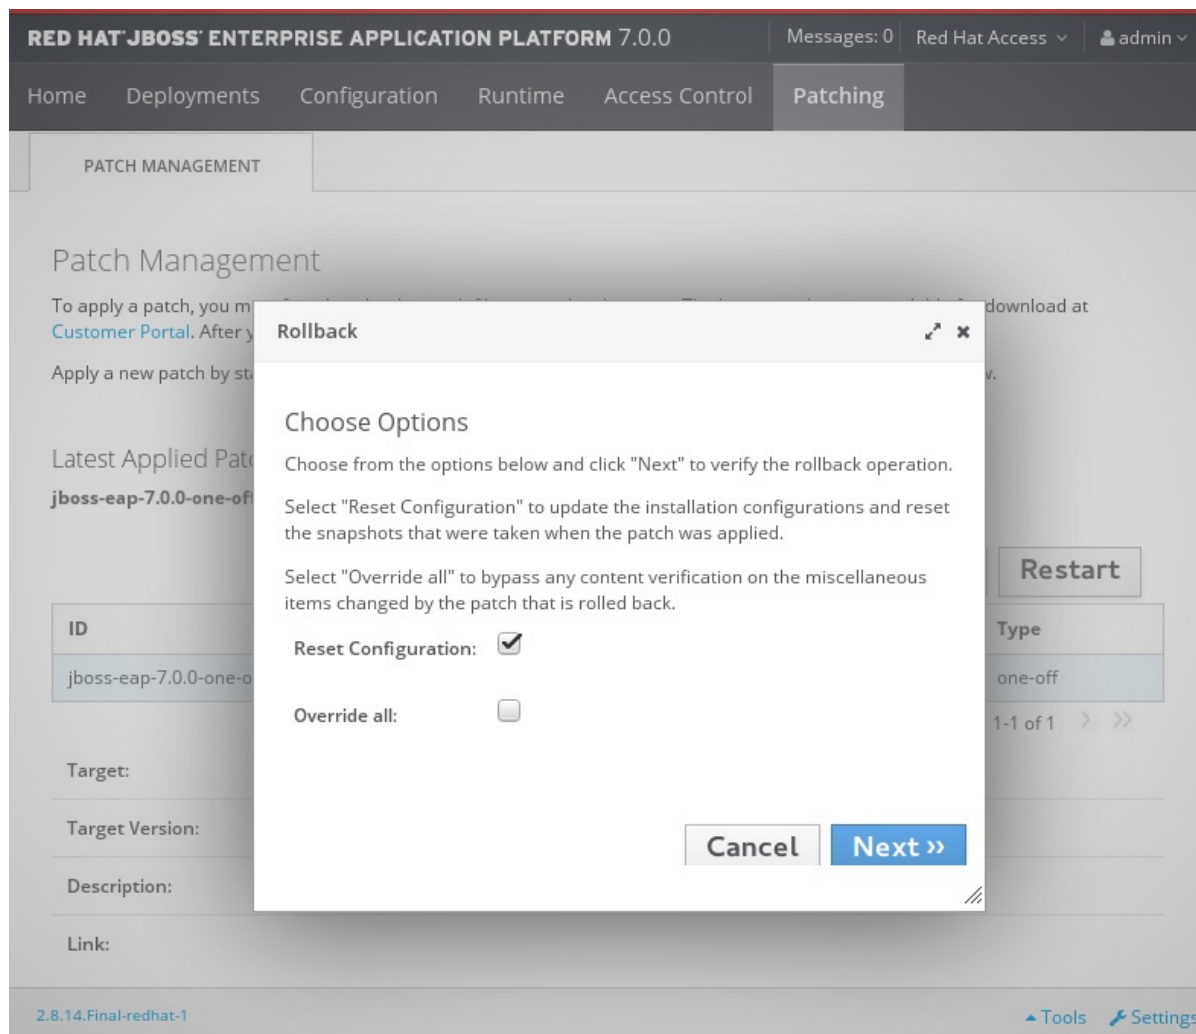 RED HAT JBOSS ENTERPRISE APPLICATION PLATFORM 7.0.0 Messages: 0 Red Hat Access admin
Home Deployments Configuration Runtime Access Control Patching
PATCH MANAGEMENT
Patch Management
To apply a patch, you m download at
Customer Portal. After y
Apply a new patch by sta w.
Latest Applied Patc
jboss-eap-7.0.0-one-of
Rollback
Choose Options
Choose from the options below and click "Next" to verify the rollback operation.
Select "Reset Configuration" to update the installation configurations and reset
the snapshots that were taken when the patch was applied.
Select "Override all" to bypass any content verification on the miscellaneous
items changed by the patch that is rolled back.
Reset Configuration:
Override all:
Cancel Next »
Restart
ID Type
jboss-eap-7.0.0-one-o one-off
1-1 of 1
Target:
Target Version:
Description:
Link:
2.8.14.Final-redhat-1 Tools Settings